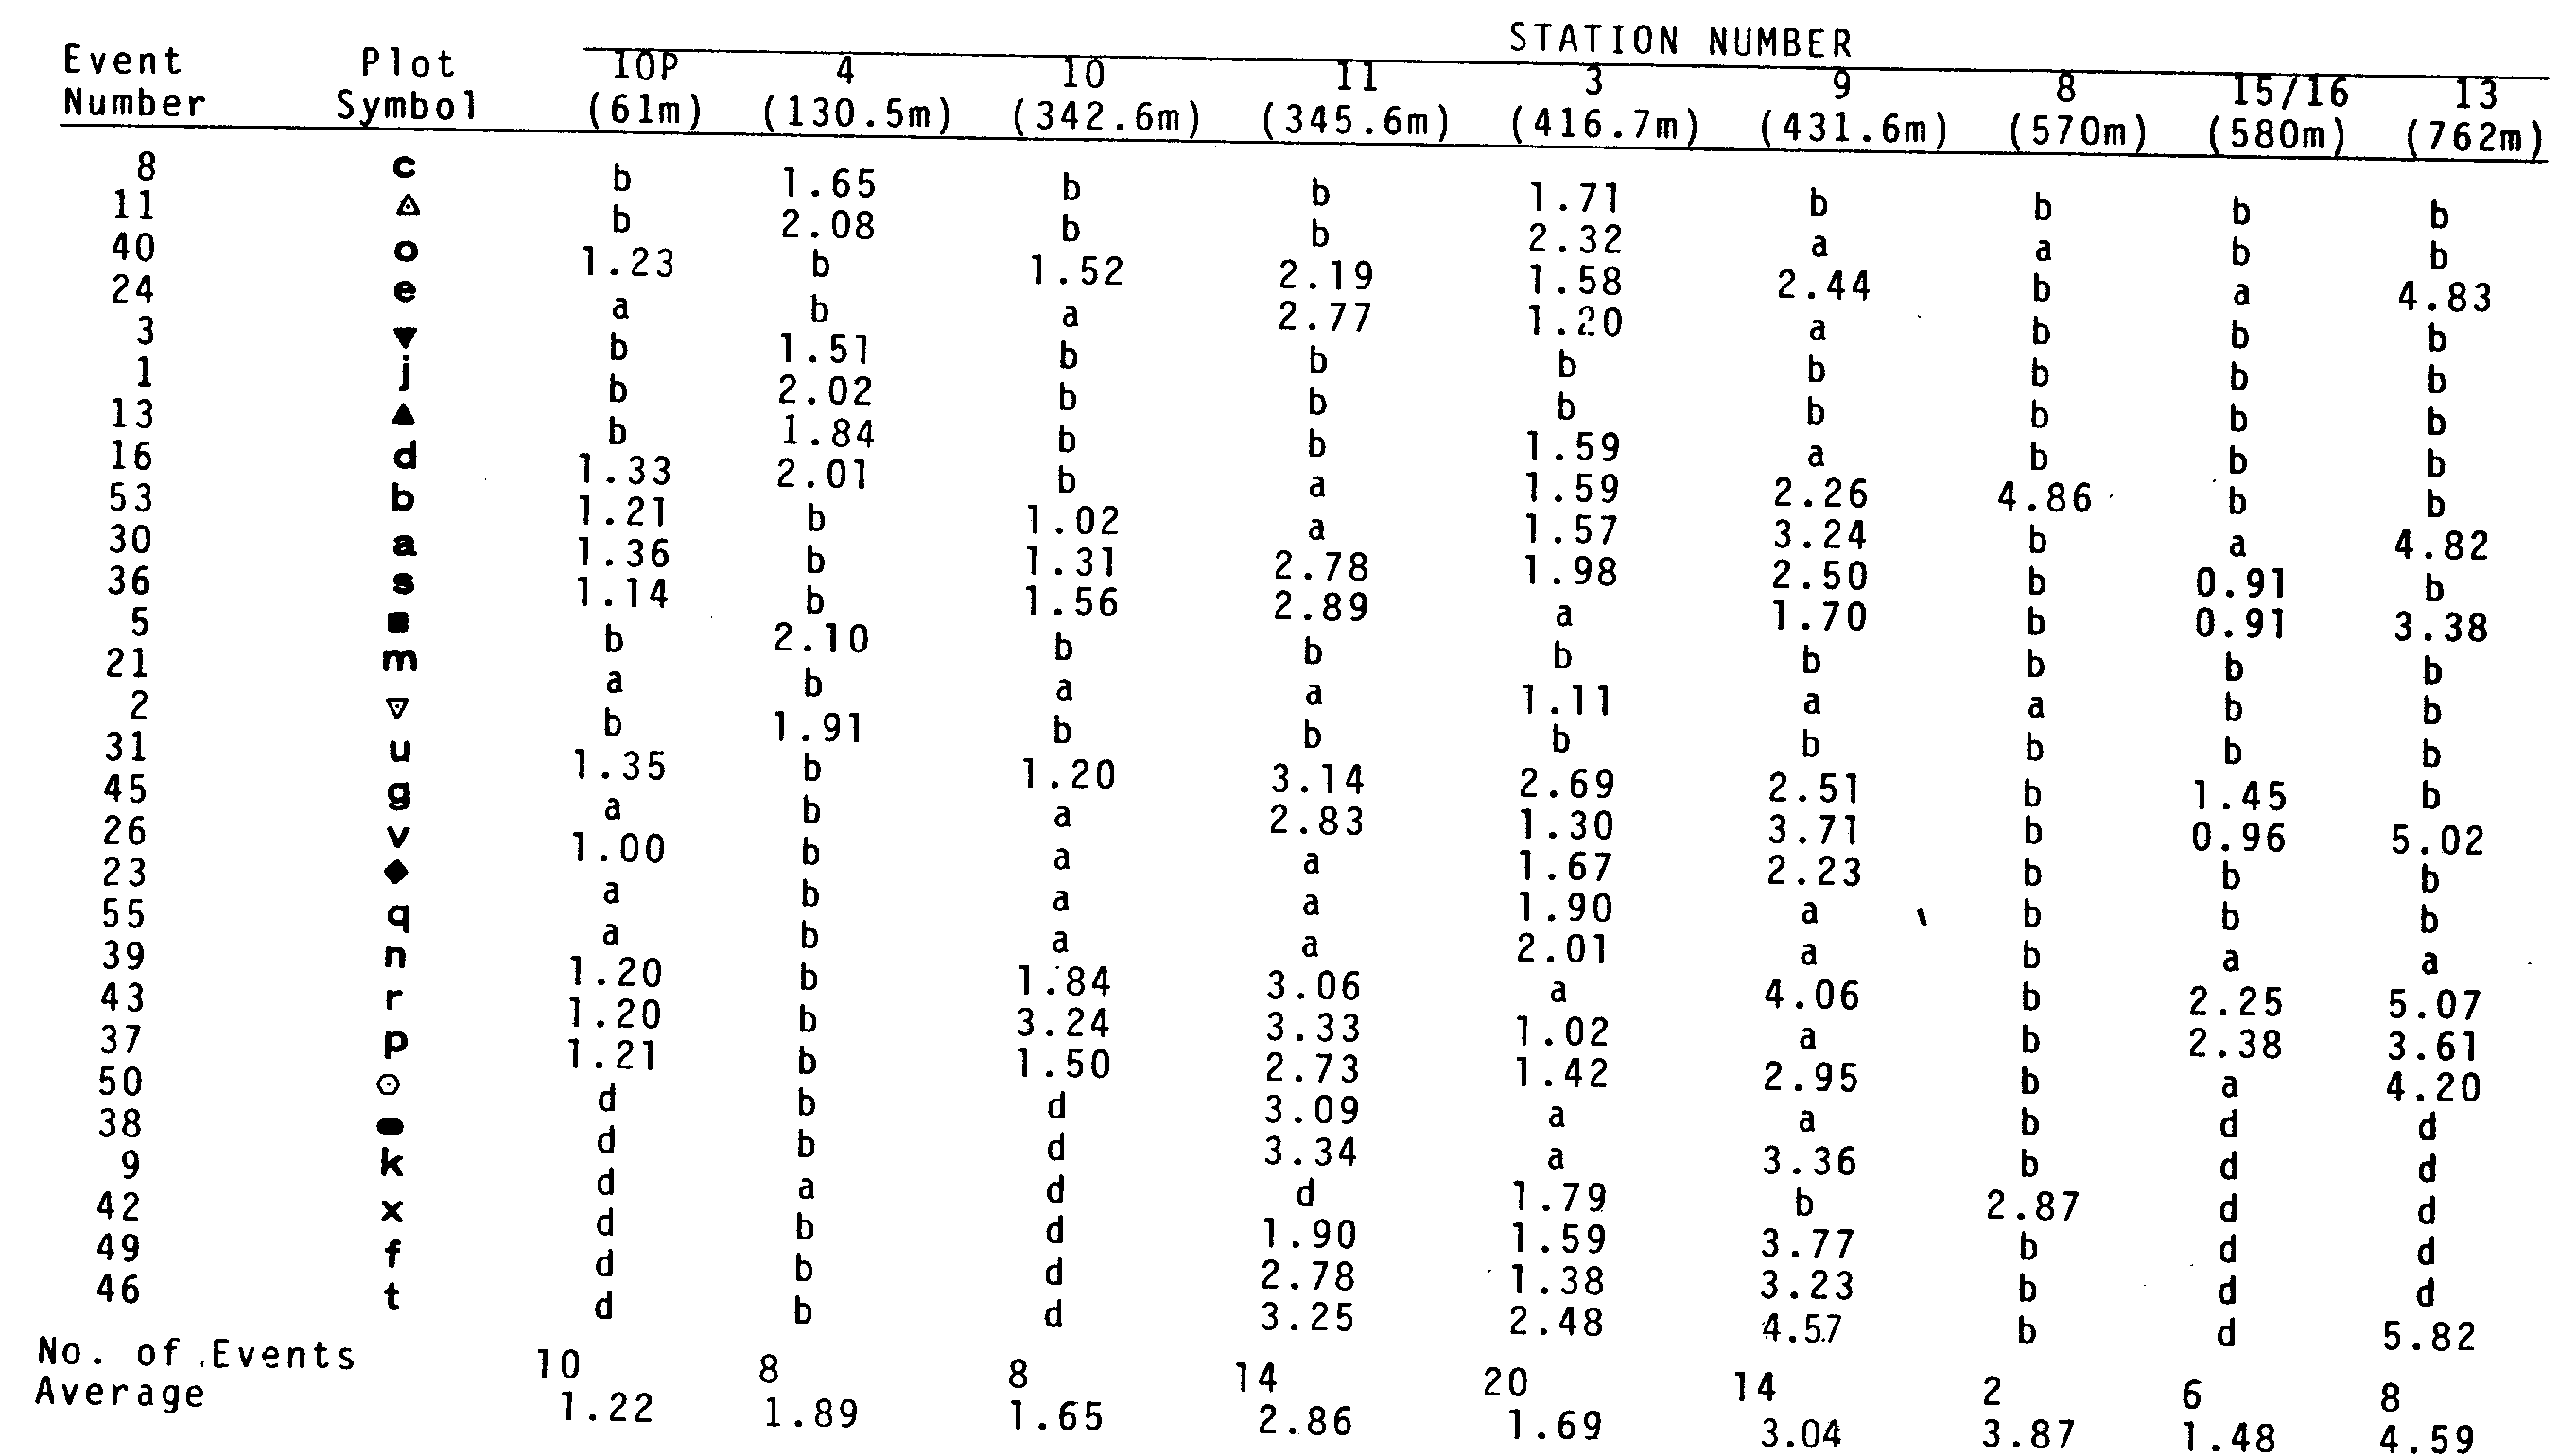 STATION NUMBER
Event Plot 10P 4 10 11 3 9 8 15/16 13
Number Symbol (61m) (130.5m) (342.6m) (345.6m) (416.7m) (431.6m) (570m) (580m) (762m)
8 c b 1.65 b b 1.71 b b b b
11 ◬ b 2.08 b b 2.32 a a b b
40 o 1.23 b 1.52 2.19 1.58 2.44 b a 4.83
24 e a b a 2.77 1.20 a b b b
3 ▼ b 1.51 b b b b b b b
1 j b 2.02 b b b b b b b
13 ▲ b 1.84 b b 1.59 a b b b
16 d 1.33 2.01 b a 1.59 2.26 4.86 b b
53 b 1.21 b 1.02 a 1.57 3.24 b a 4.82
30 a 1.36 b 1.31 2.78 1.98 2.50 b 0.91 b
36 s 1.14 b 1.56 2.89 a 1.70 b 0.91 3.38
5 ■ b 2.10 b b b b b b b
21 m a b a a 1.11 a a b b
2 ▽ b 1.91 b b b b b b b
31 u 1.35 b 1.20 3.14 2.69 2.51 b 1.45 b
45 g a b a 2.83 1.30 3.71 b 0.96 5.02
26 v 1.00 b a a 1.67 2.23 b b b
23 ◆ a b a a 1.90 a b b b
55 q a b a a 2.01 a b a a
39 n 1.20 b 1.84 3.06 a 4.06 b 2.25 5.07
43 r 1.20 b 3.24 3.33 1.02 a b 2.38 3.61
37 p 1.21 b 1.50 2.73 1.42 2.95 b a 4.20
50 ⊙ d b d 3.09 a a b d d
38 ● d b d 3.34 a 3.36 b d d
9 k d a d d 1.79 b 2.87 d d
42 x d b d 1.90 1.59 3.77 b d d
49 f d b d 2.78 1.38 3.23 b d d
46 t d b d 3.25 2.48 4.57 b d 5.82
No. of Events 10 8 8 14 20 14 2 6 8
Average 1.22 1.89 1.65 2.86 1.69 3.04 3.87 1.48 4.59